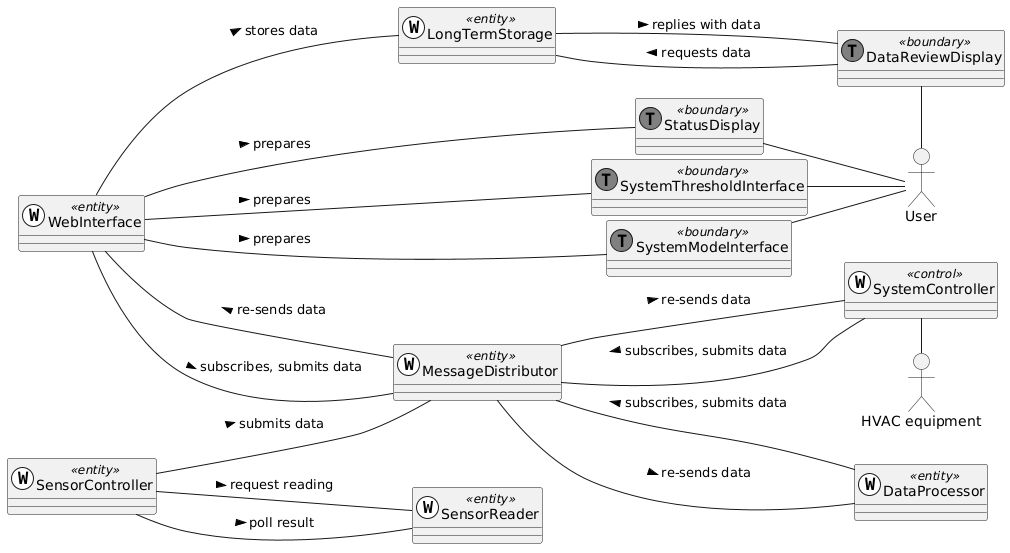 stores data
W
«entity»
LongTermStorage
replies with data
requests data
T
«boundary»
DataReviewDisplay
T
«boundary»
StatusDisplay
prepares
T
«boundary»
SystemThresholdInterface
prepares
User
W
«entity»
WebInterface
T
«boundary»
SystemModeInterface
prepares
W
«control»
SystemController
re-sends data
re-sends data
subscribes, submits data
subscribes, submits data
W
«entity»
MessageDistributor
subscribes, submits data
HVAC equipment
submits data
W
«entity»
SensorController
request reading
poll result
W
«entity»
SensorReader
re-sends data
W
«entity»
DataProcessor